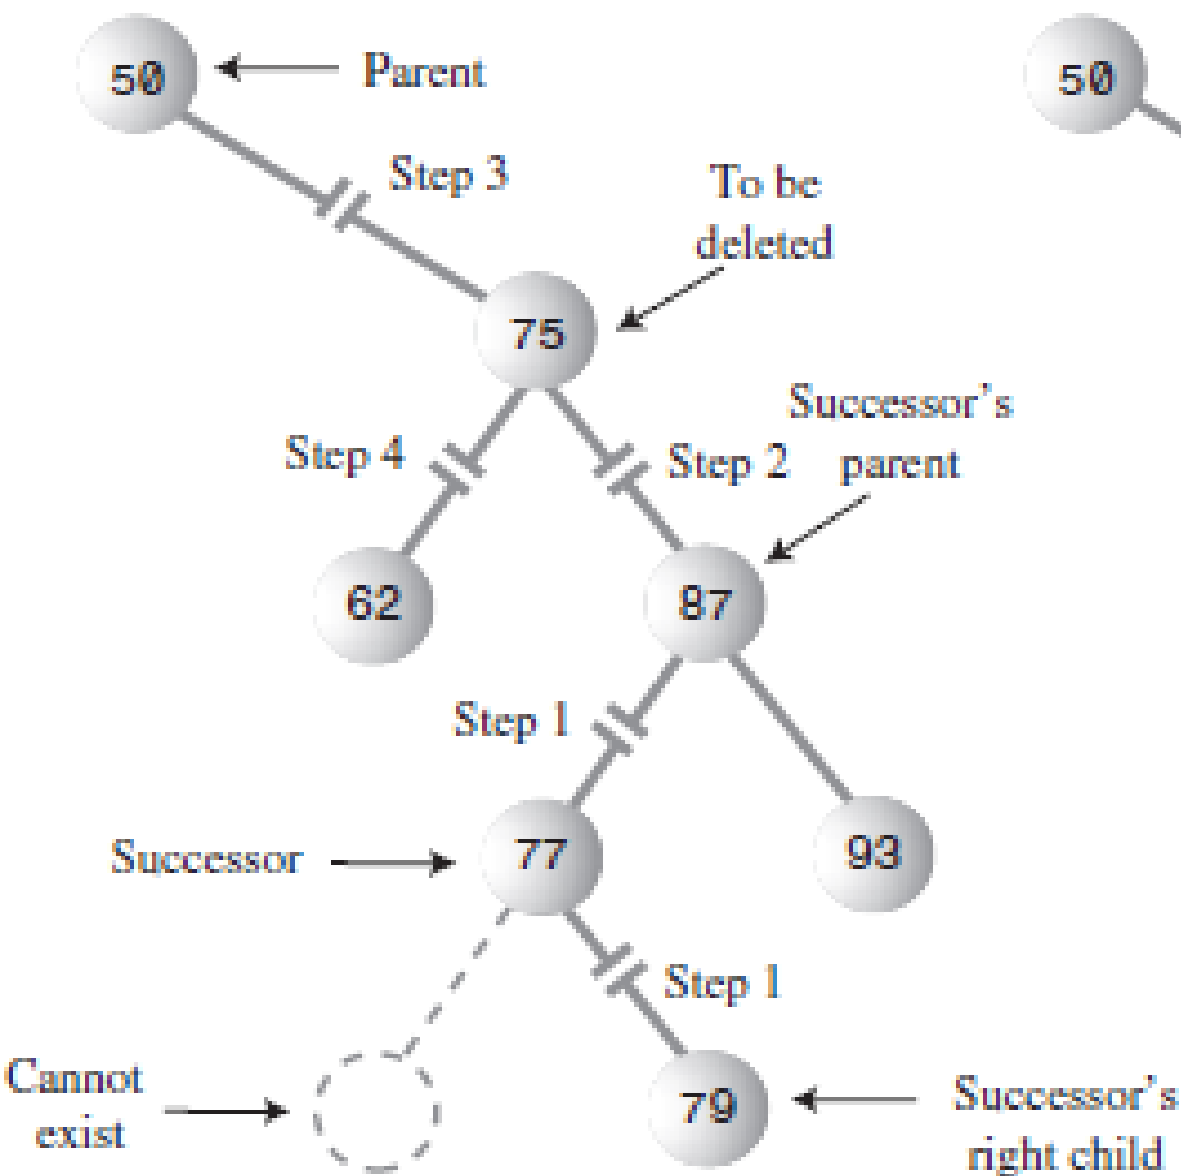 50
Parent
50
Step 3
To be
deleted
75
Successor's
parent
Step 4
Step 2
62
87
Step 1
Successor
77
93
Step 1
Cannot
exist
79
Successor's
right child